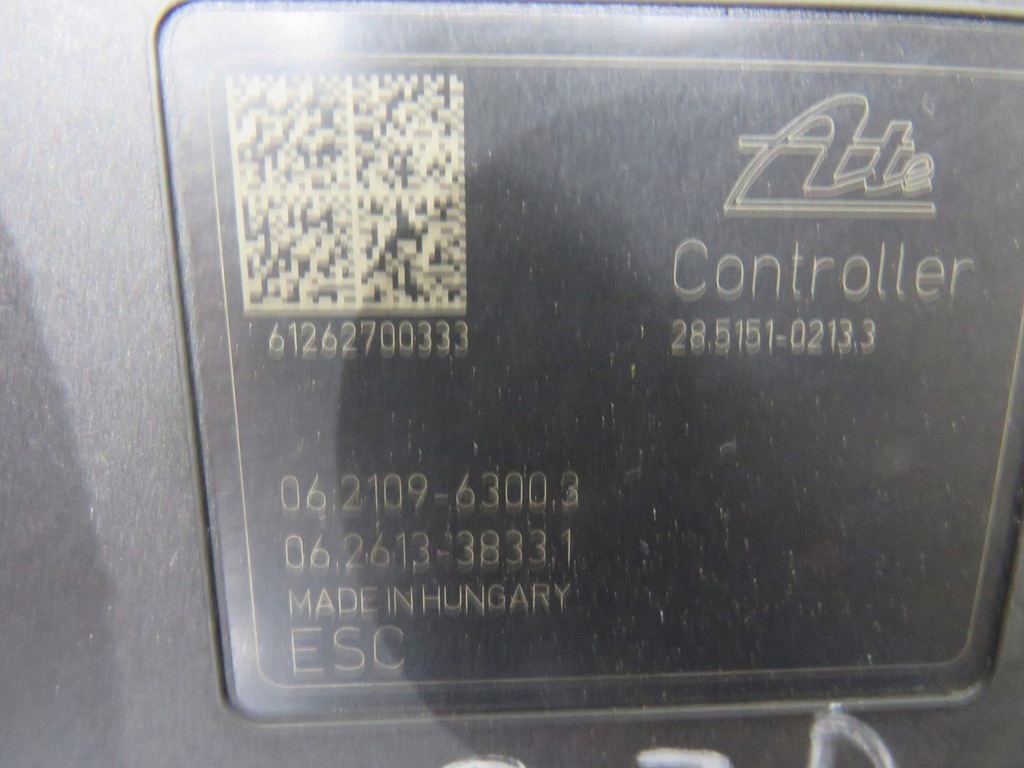 Ate
Controller
61262700333
28.5151-0213.3
06.2109-6300.3
06.2613-3833.1
MADE IN HUNGARY
ESC